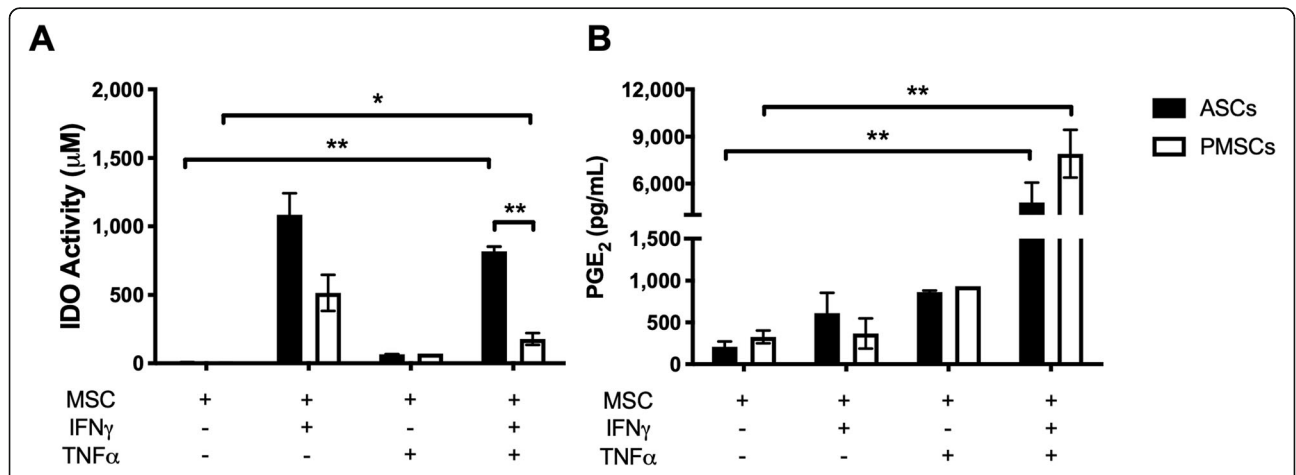 A
B
2,000
1,500
1,000
500
0
IDO Activity (μM)
*
**
**
MSC + + + +
IFNγ - + - +
TNFα - - + +
12,000
9,000
6,000
1,500
1,000
500
0
PGE2 (pg/mL)
**
**
MSC + + + +
IFNγ - + - +
TNFα - - + +
ASCs
PMSCs